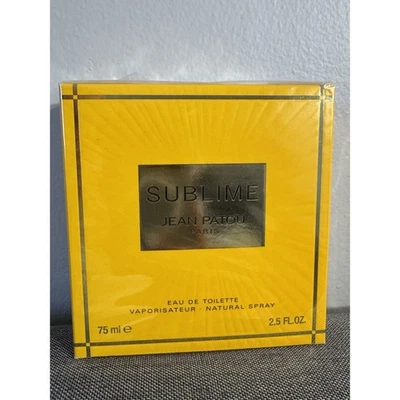 SUBLIME
JEAN PATOU
PARIS
EAU DE TOILETTE
VAPORISATEUR - NATURAL SPRAY
75 ml e 2.5 FL.OZ.